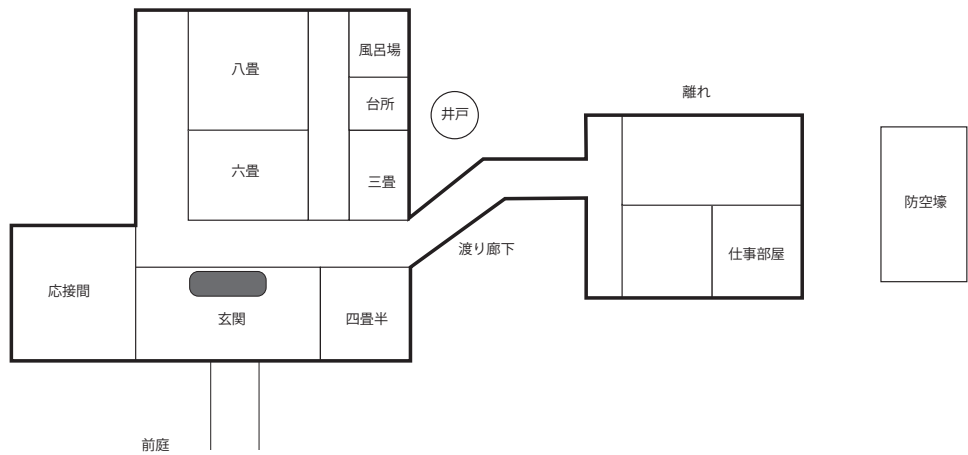 風呂場
八畳
離れ
台所
井戸
六畳
三畳
防空壕
渡り廊下
仕事部屋
応接間
玄関
四畳半
前庭